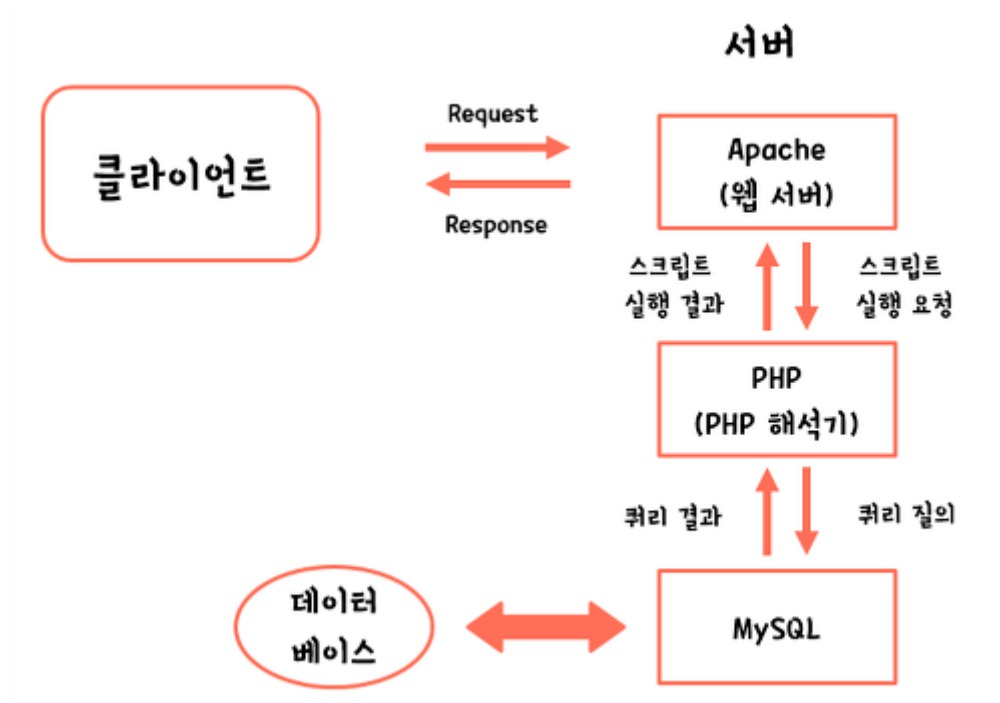 서버
클라이언트
Request
Response
Apache
(웹 서버)
스크립트
실행 결과
스크립트
실행 요청
PHP
(PHP 해석기)
쿼리 결과
쿼리 질의
데이터
베이스
MySQL